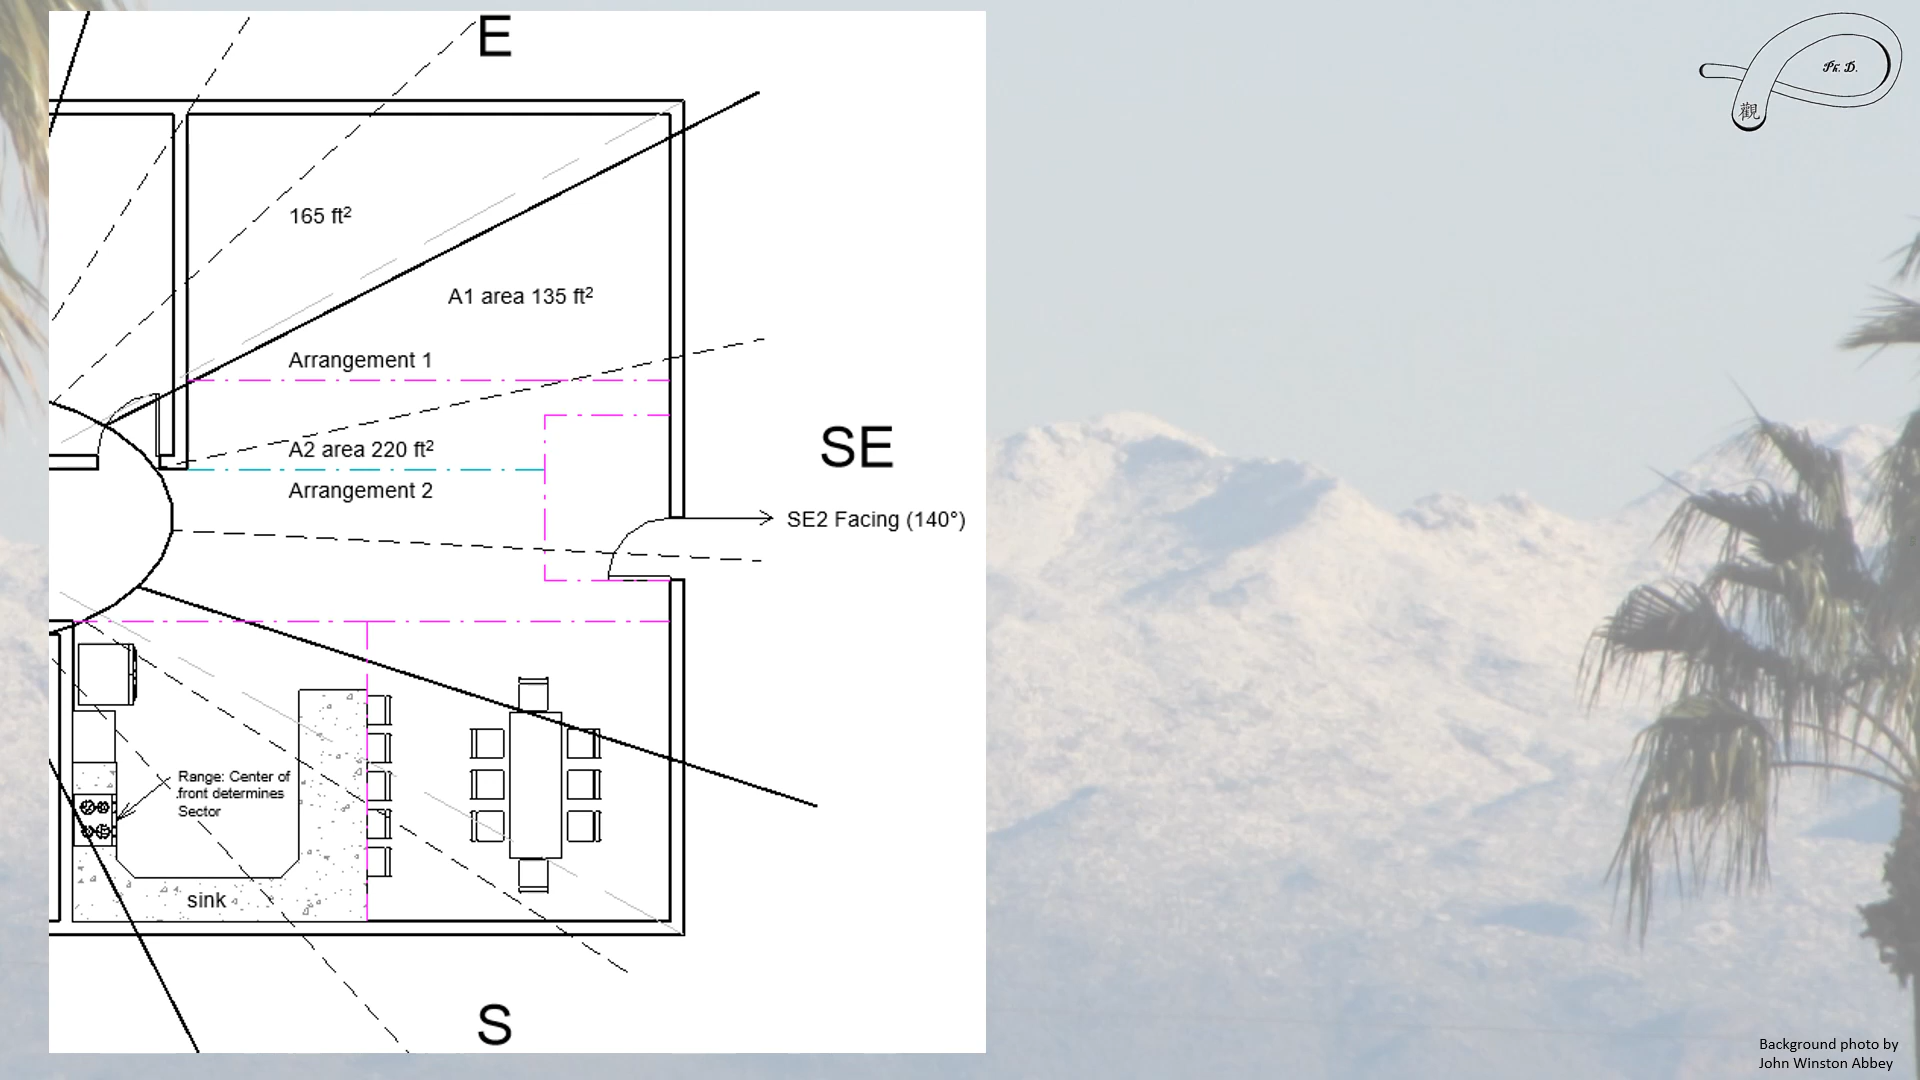 E
165 ft²
A1 area 135 ft²
Arrangement 1
A2 area 220 ft²
Arrangement 2
SE
SE2 Facing (140°)
Range: Center of
front determines
Sector
sink
S
Ph. D.
觀
Background photo by
John Winston Abbey